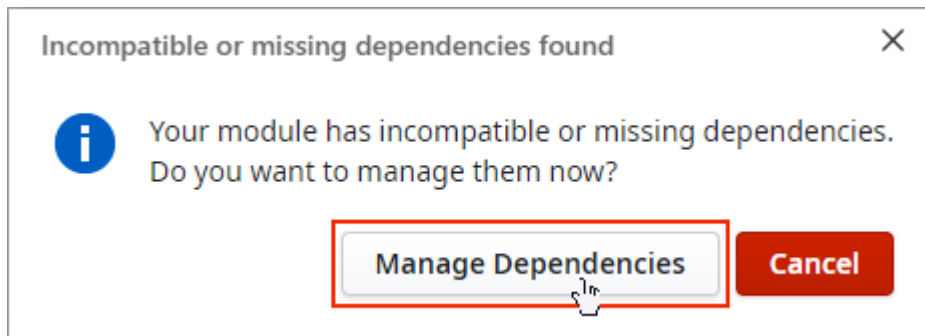 Incompatible or missing dependencies found
Your module has incompatible or missing dependencies.
Do you want to manage them now?
Manage Dependencies
Cancel